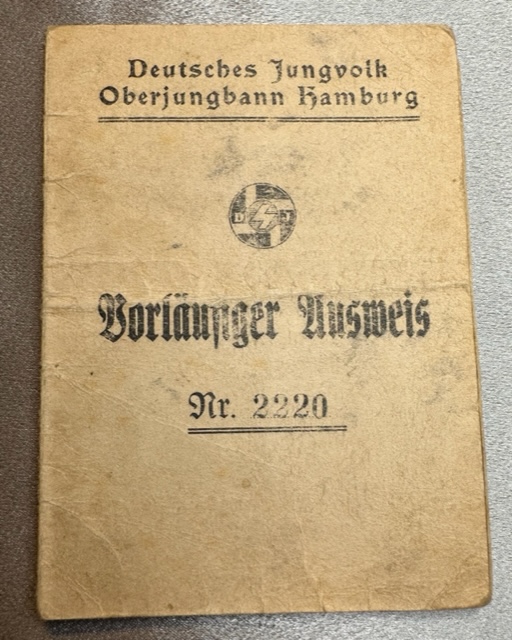 Deutsches Jungvolk
Oberjungbann Hamburg
D J
Vorläufiger Ausweis
Nr. 2220